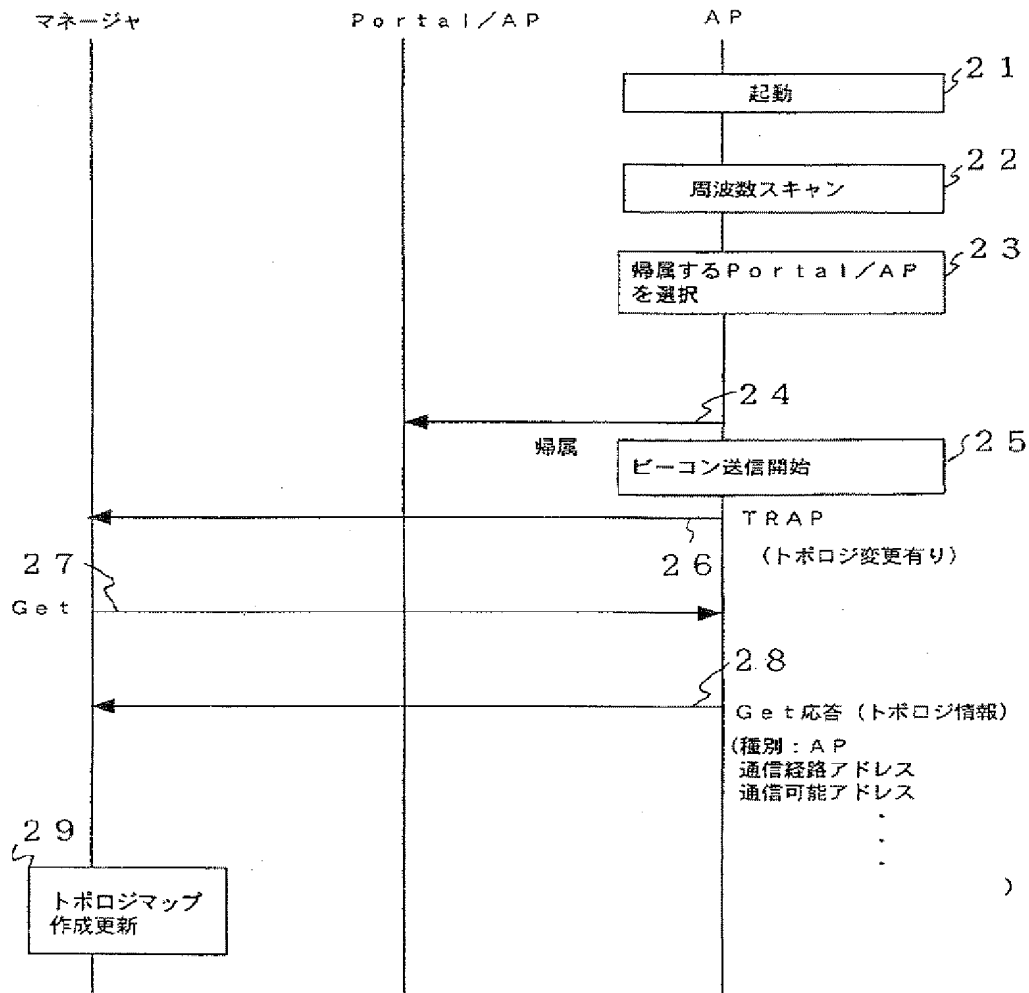 マネージャ
Portal/AP
AP
21
起動
22
周波数スキャン
23
帰属するPortal/AP
を選択
24
帰属
25
ビーコン送信開始
TRAP
26
(トポロジ変更有り)
27
Get
28
Get応答(トポロジ情報)
(種別:AP
通信経路アドレス
通信可能アドレス
・
・
・
)
29
トポロジマップ
作成更新